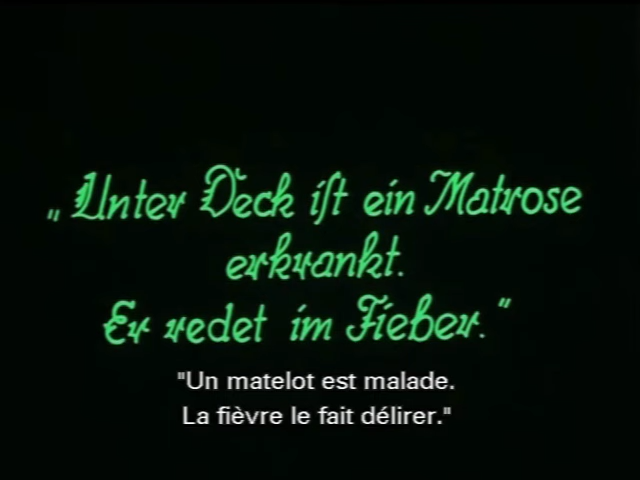 „Unter Deck iſt ein Matrose
erkrankt.
Er redet im Fieber.“
"Un matelot est malade.
La fièvre le fait délirer."